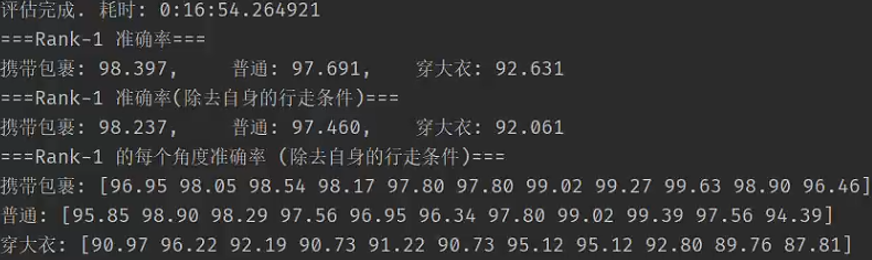 评估完成. 耗时: 0:16:54.264921
===Rank-1 准确率===
携带包裹: 98.397,    普通: 97.691,    穿大衣: 92.631
===Rank-1 准确率(除去自身的行走条件)===
携带包裹: 98.237,    普通: 97.460,    穿大衣: 92.061
===Rank-1 的每个角度准确率 (除去自身的行走条件)===
携带包裹: [96.95 98.05 98.54 98.17 97.80 97.80 99.02 99.27 99.63 98.90 96.46]
普通: [95.85 98.90 98.29 97.56 96.95 96.34 97.80 99.02 99.39 97.56 94.39]
穿大衣: [90.97 96.22 92.19 90.73 91.22 90.73 95.12 95.12 92.80 89.76 87.81]